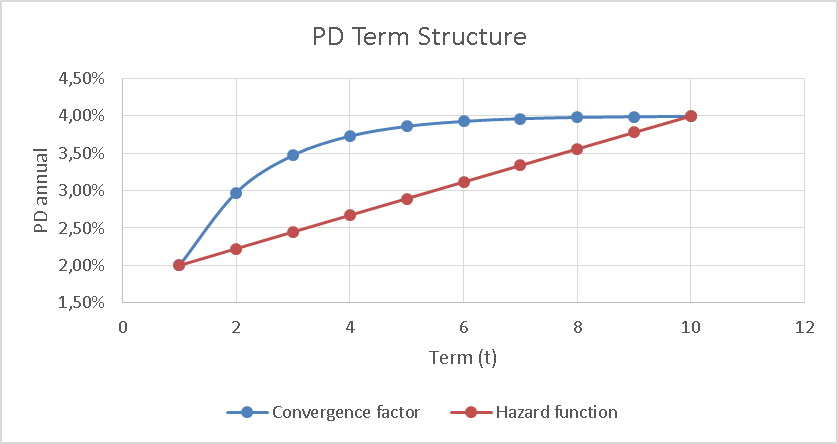 PD Term Structure
4,50%
4,00%
3,50%
3,00%
2,50%
2,00%
1,50%
PD annual
0 2 4 6 8 10 12
Term (t)
Convergence factor Hazard function